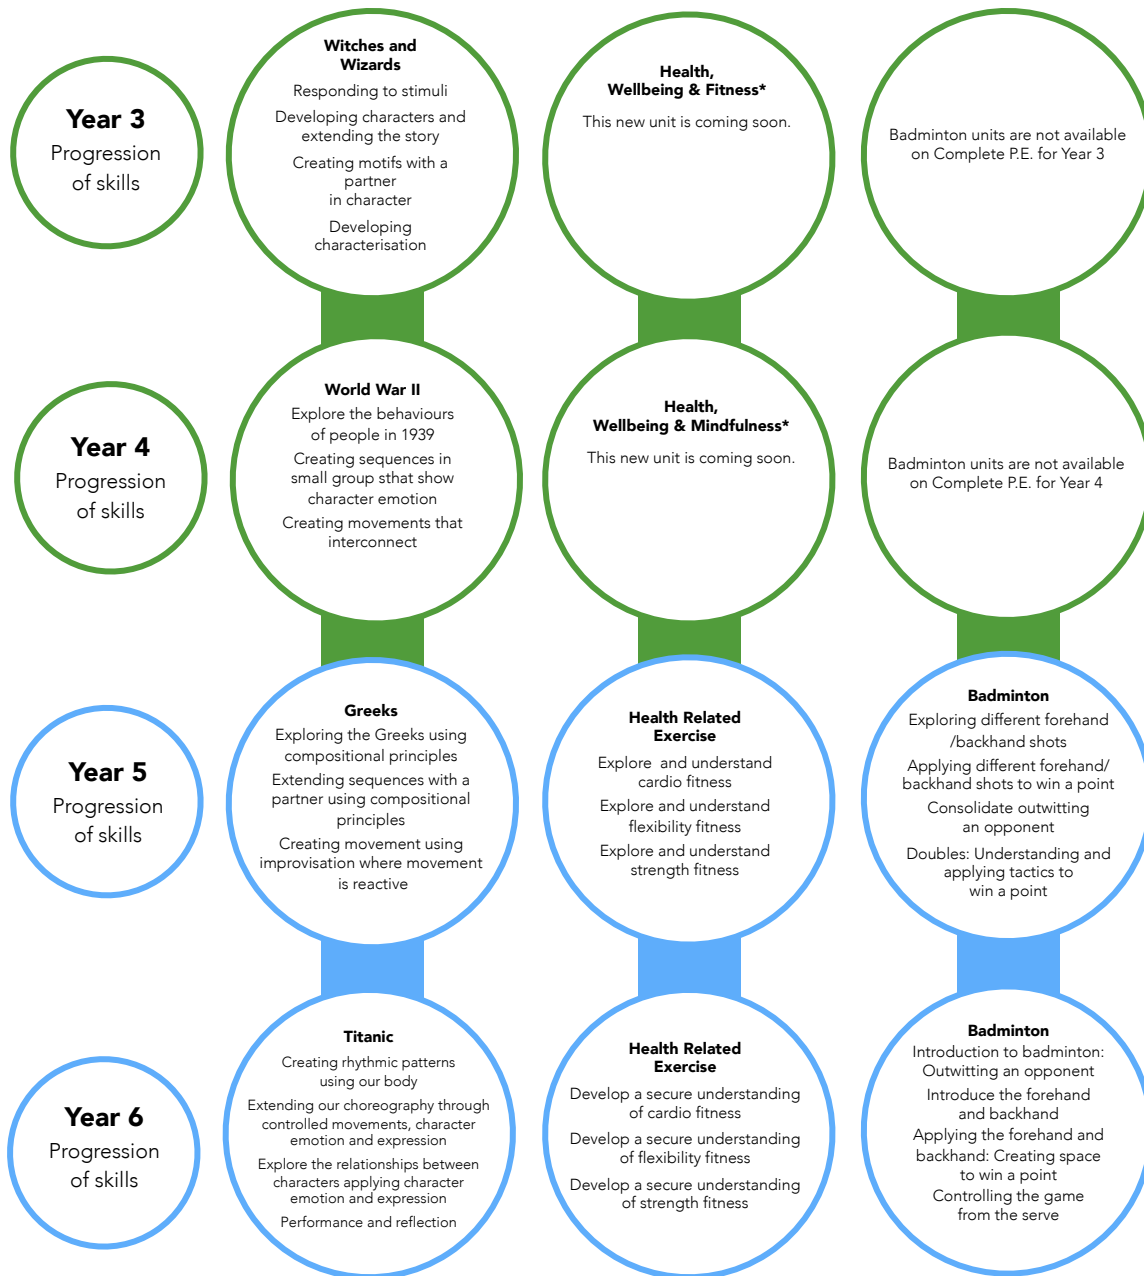 Year 3
Progression
of skills
Witches and
Wizards
Responding to stimuli
Developing characters and
extending the story
Creating motifs with a
partner
in character
Developing
characterisation
Health,
Wellbeing & Fitness*
This new unit is coming soon.
Badminton units are not available
on Complete P.E. for Year 3
Year 4
Progression
of skills
World War II
Explore the behaviours
of people in 1939
Creating sequences in
small group sthat show
character emotion
Creating movements that
interconnect
Health,
Wellbeing & Mindfulness*
This new unit is coming soon.
Badminton units are not available
on Complete P.E. for Year 4
Year 5
Progression
of skills
Greeks
Exploring the Greeks using
compositional principles
Extending sequences with a
partner using compositional
principles
Creating movement using
improvisation where movement
is reactive
Health Related
Exercise
Explore and understand
cardio fitness
Explore and understand
flexibility fitness
Explore and understand
strength fitness
Badminton
Exploring different forehand
/backhand shots
Applying different forehand/
backhand shots to win a point
Consolidate outwitting
an opponent
Doubles: Understanding and
applying tactics to
win a point
Year 6
Progression
of skills
Titanic
Creating rhythmic patterns
using our body
Extending our choreography through
controlled movements, character
emotion and expression
Explore the relationships between
characters applying character
emotion and expression
Performance and reflection
Health Related
Exercise
Develop a secure understanding
of cardio fitness
Develop a secure understanding
of flexibility fitness
Develop a secure understanding
of strength fitness
Badminton
Introduction to badminton:
Outwitting an opponent
Introduce the forehand
and backhand
Applying the forehand and
backhand: Creating space
to win a point
Controlling the game
from the serve